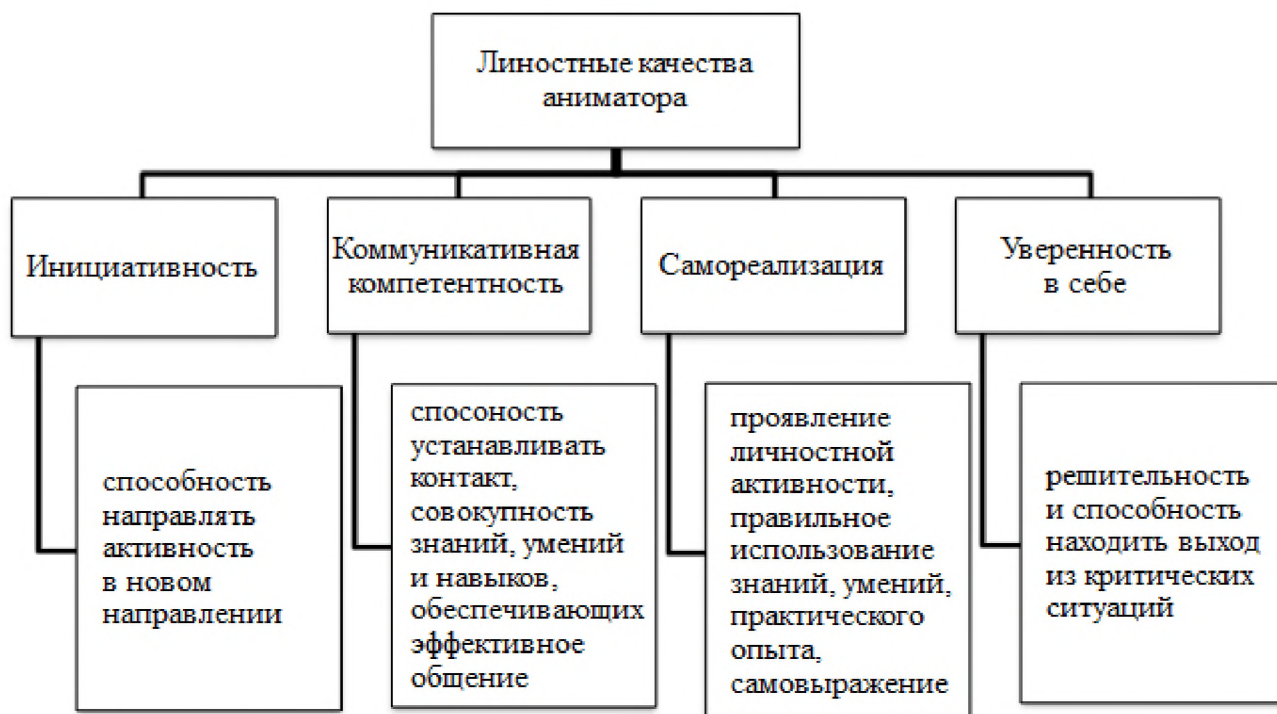 Линостные качества
аниматора
Инициативность
Коммуникативная
компетентность
Самореализация
Уверенность
в себе
способность
направлять
активность
в новом
направлении
способность
устанавливать
контакт,
совокупность
знаний, умений
и навыков,
обеспечивающих
эффективное
общение
проявление
личностной
активности,
правильное
использование
знаний, умений,
практического
опыта,
самовыражение
решительность
и способность
находить выход
из критических
ситуаций